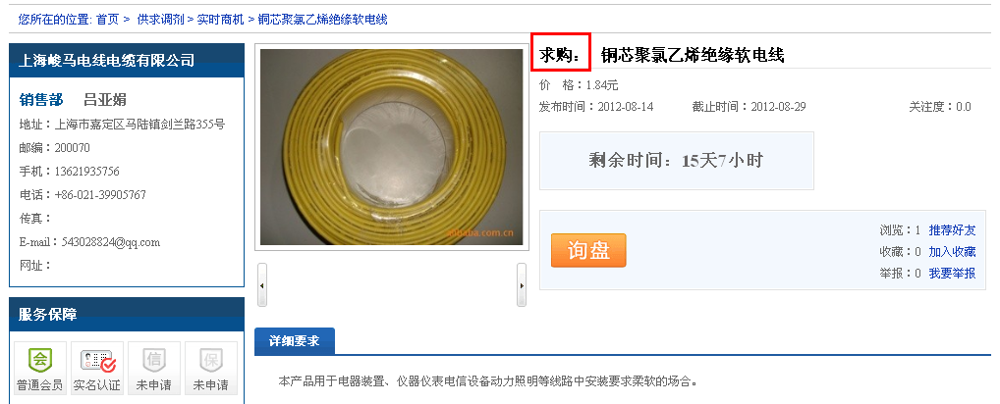 您所在的位置: 首页 > 供求调剂 > 实时商机 > 铜芯聚氯乙烯绝缘软电线
上海峻马电线电缆有限公司
销售部 吕亚娟
地址：上海市嘉定区马陆镇剑兰路355号
邮编：200070
手机：13621935756
电话：+86-021-39905767
传真：
E-mail：543028824@qq.com
网址：
服务保障
会 信 保
普通会员 实名认证 未申请 未申请
alibaba.com.cn
求购： 铜芯聚氯乙烯绝缘软电线
价 格：1.84元
发布时间：2012-08-14 截止时间：2012-08-29 关注度：0.0
剩余时间：15天7小时
询盘
浏览：1 推荐好友
收藏：0 加入收藏
举报：0 我要举报
详细要求
本产品用于电器装置、仪器仪表电信设备动力照明等线路中安装要求柔软的场合。